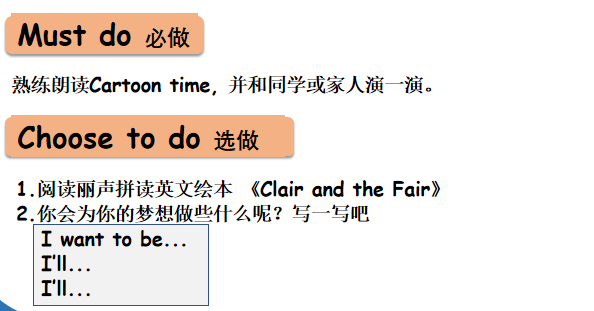 Must do 必做
熟练朗读Cartoon time, 并和同学或家人演一演。
Choose to do 选做
1.阅读丽声拼读英文绘本 《Clair and the Fair》
2.你会为你的梦想做些什么呢？写一写吧
I want to be...
I'll...
I'll...